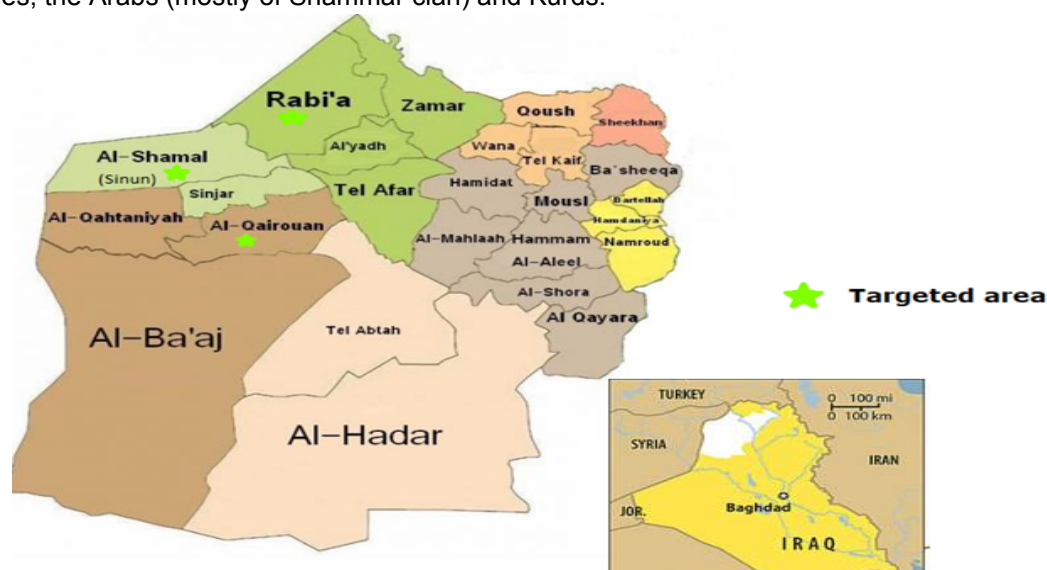 es, the Arabs (mostly of Shammar clan) and Kurds.
Rabi'a
Zamar
Qoush
Sheekhan
Al'yadh
Wana
Tel Kaif
Al-Shamal
(Sinun)
Ba`sheeqa
Sinjar
Tel Afar
Hamidat
Mousl
Bartellah
Al-Qahtaniyah
Al-Qairouan
Hamdaniya
Al-Mahlaah
Hammam
Namroud
Al-Aleel
Al-Shora
Al Qayara
Tel Abtah
Al-Ba'aj
Al-Hadar
Targeted area
TURKEY
0 100 mi
0 100 km
SYRIA
IRAN
JOR.
Baghdad
IRAQ